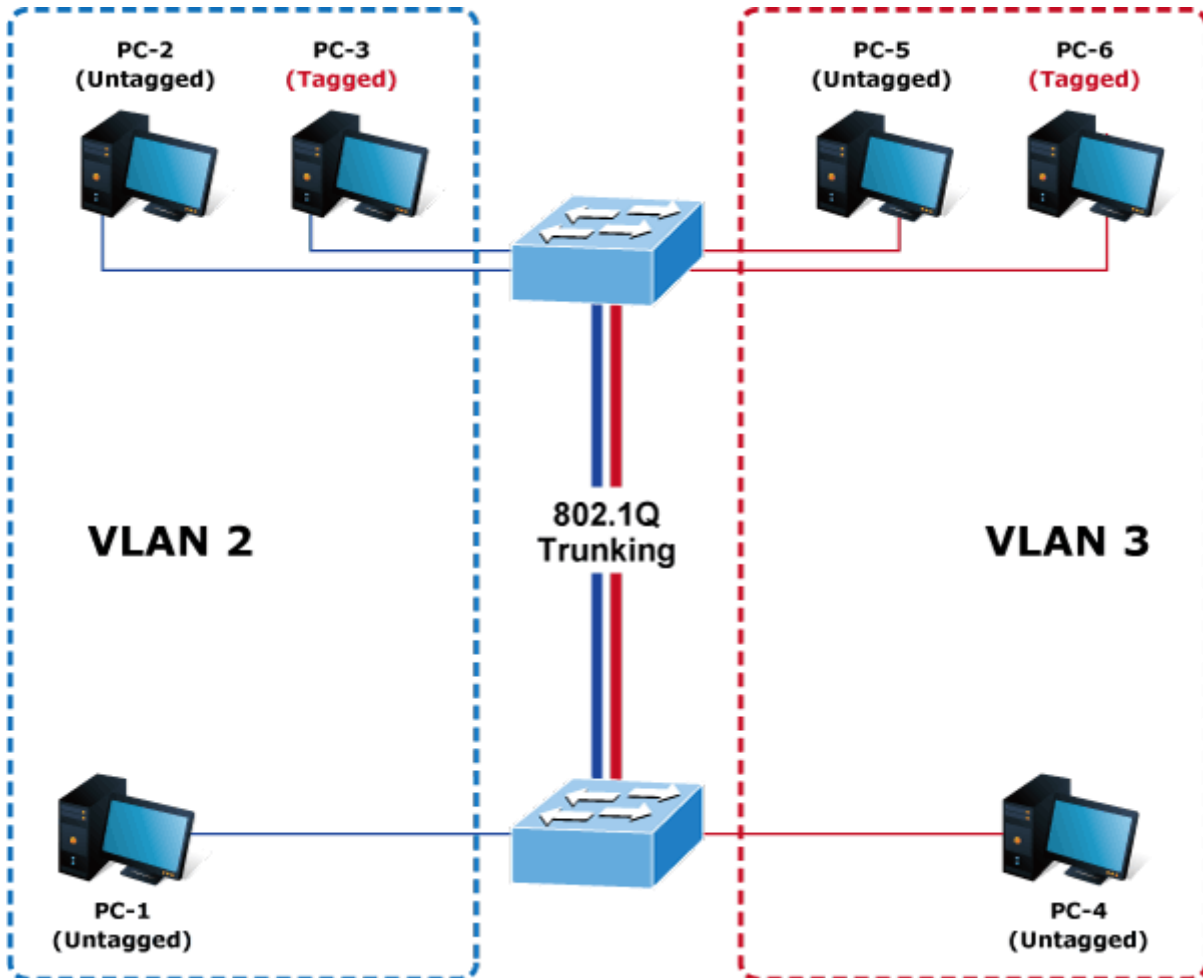 PC-2
(Untagged)
PC-3
(Tagged)
PC-5
(Untagged)
PC-6
(Tagged)
802.1Q
Trunking
VLAN 2
VLAN 3
PC-1
(Untagged)
PC-4
(Untagged)